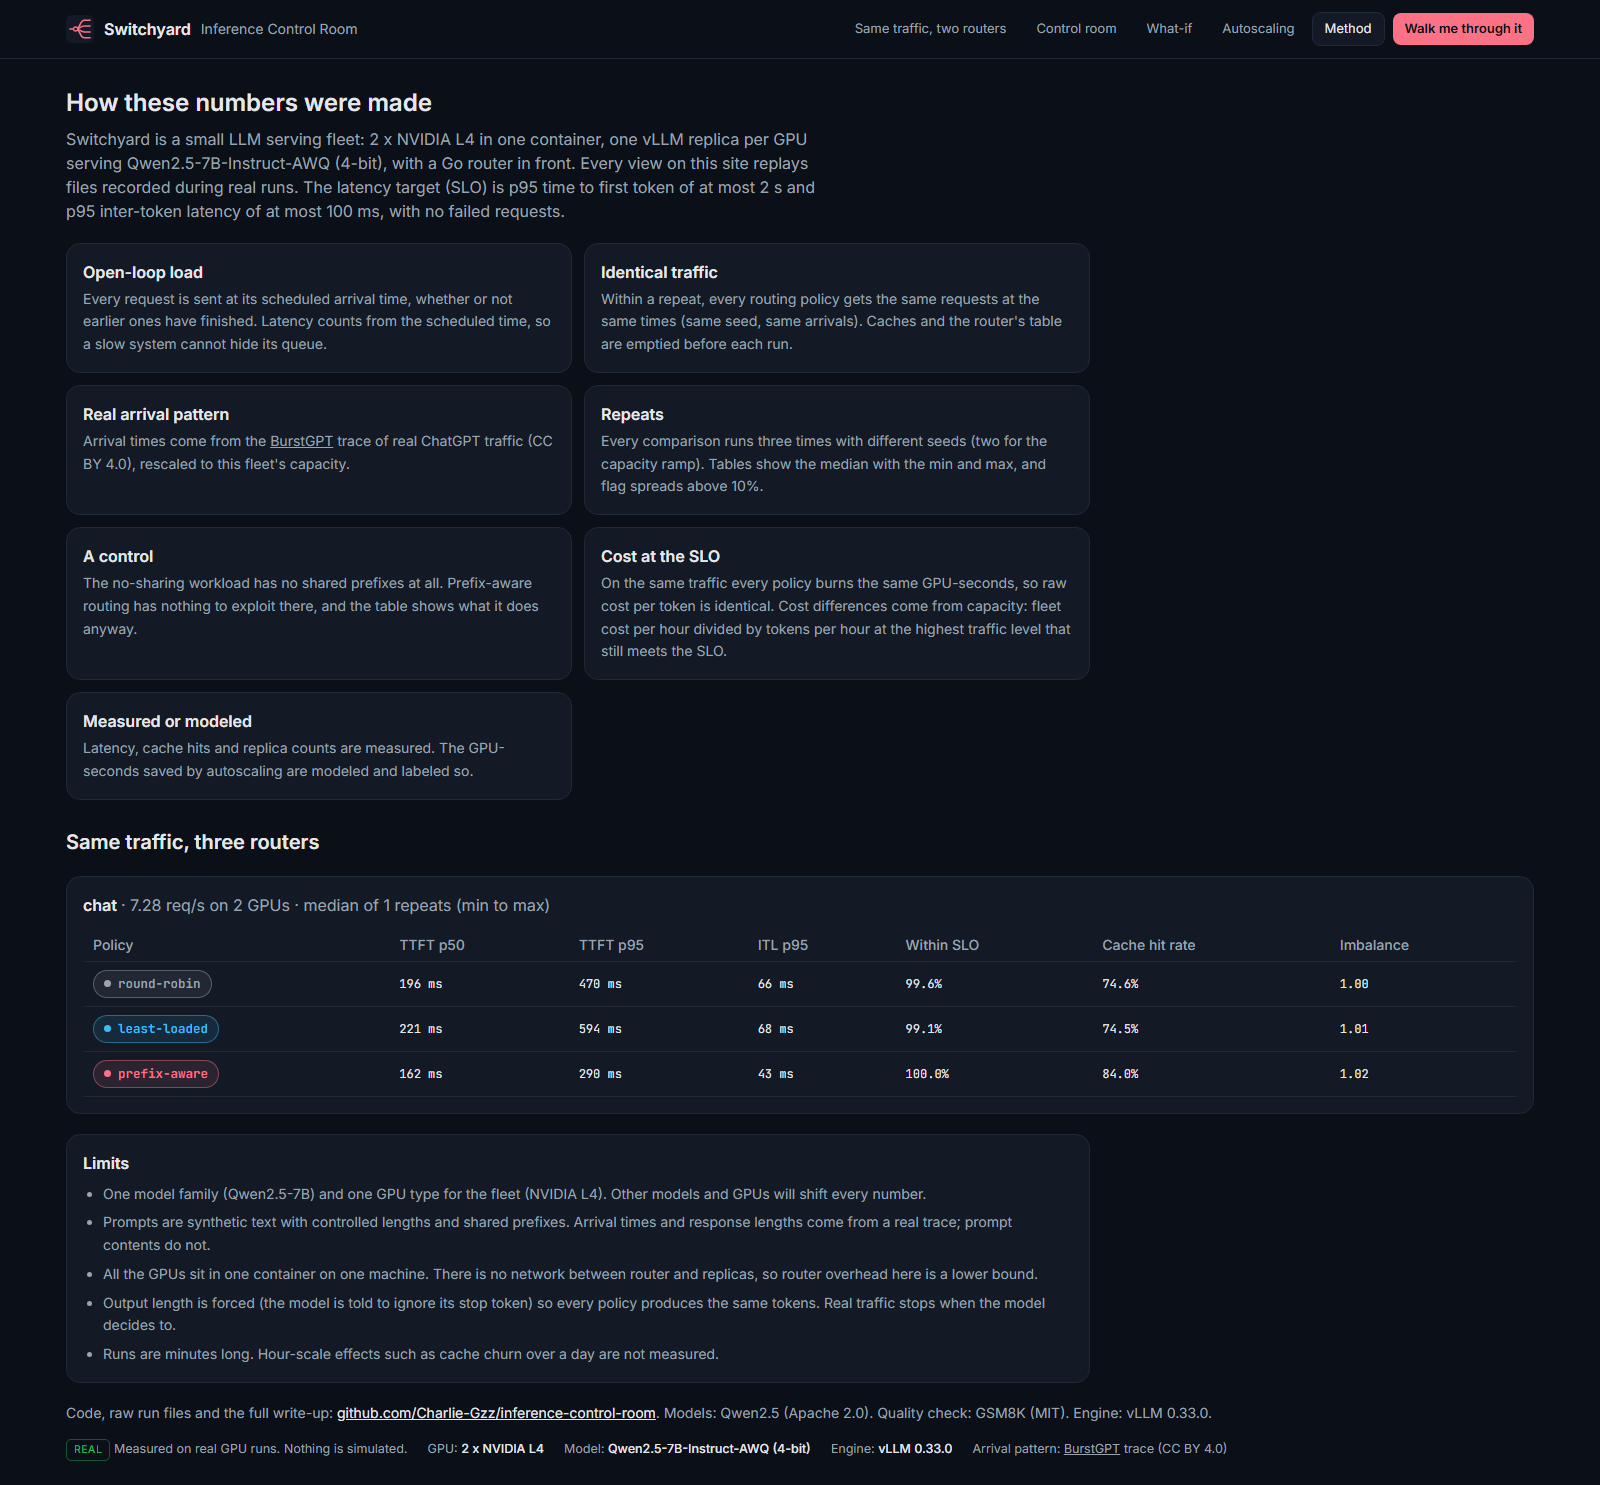 Switchyard Inference Control Room
Same traffic, two routers Control room What-if Autoscaling Method Walk me through it
How these numbers were made
Switchyard is a small LLM serving fleet: 2 x NVIDIA L4 in one container, one vLLM replica per GPU
serving Qwen2.5-7B-Instruct-AWQ (4-bit), with a Go router in front. Every view on this site replays
files recorded during real runs. The latency target (SLO) is p95 time to first token of at most 2 s and
p95 inter-token latency of at most 100 ms, with no failed requests.
Open-loop load
Every request is sent at its scheduled arrival time, whether or not
earlier ones have finished. Latency counts from the scheduled time, so
a slow system cannot hide its queue.
Identical traffic
Within a repeat, every routing policy gets the same requests at the
same times (same seed, same arrivals). Caches and the router's table
are emptied before each run.
Real arrival pattern
Arrival times come from the BurstGPT trace of real ChatGPT traffic (CC
BY 4.0), rescaled to this fleet's capacity.
Repeats
Every comparison runs three times with different seeds (two for the
capacity ramp). Tables show the median with the min and max, and
flag spreads above 10%.
A control
The no-sharing workload has no shared prefixes at all. Prefix-aware
routing has nothing to exploit there, and the table shows what it does
anyway.
Cost at the SLO
On the same traffic every policy burns the same GPU-seconds, so raw
cost per token is identical. Cost differences come from capacity: fleet
cost per hour divided by tokens per hour at the highest traffic level that
still meets the SLO.
Measured or modeled
Latency, cache hits and replica counts are measured. The GPU-
seconds saved by autoscaling are modeled and labeled so.
Same traffic, three routers
chat · 7.28 req/s on 2 GPUs · median of 1 repeats (min to max)
Policy TTFT p50 TTFT p95 ITL p95 Within SLO Cache hit rate Imbalance
round-robin 196 ms 470 ms 66 ms 99.6% 74.6% 1.00
least-loaded 221 ms 594 ms 68 ms 99.1% 74.5% 1.01
prefix-aware 162 ms 290 ms 43 ms 100.0% 84.0% 1.02
Limits
• One model family (Qwen2.5-7B) and one GPU type for the fleet (NVIDIA L4). Other models and GPUs will shift every number.
• Prompts are synthetic text with controlled lengths and shared prefixes. Arrival times and response lengths come from a real trace; prompt
contents do not.
• All the GPUs sit in one container on one machine. There is no network between router and replicas, so router overhead here is a lower bound.
• Output length is forced (the model is told to ignore its stop token) so every policy produces the same tokens. Real traffic stops when the model
decides to.
• Runs are minutes long. Hour-scale effects such as cache churn over a day are not measured.
Code, raw run files and the full write-up: github.com/Charlie-Gzz/inference-control-room. Models: Qwen2.5 (Apache 2.0). Quality check: GSM8K (MIT). Engine: vLLM 0.33.0.
REAL Measured on real GPU runs. Nothing is simulated. GPU: 2 x NVIDIA L4 Model: Qwen2.5-7B-Instruct-AWQ (4-bit) Engine: vLLM 0.33.0 Arrival pattern: BurstGPT trace (CC BY 4.0)